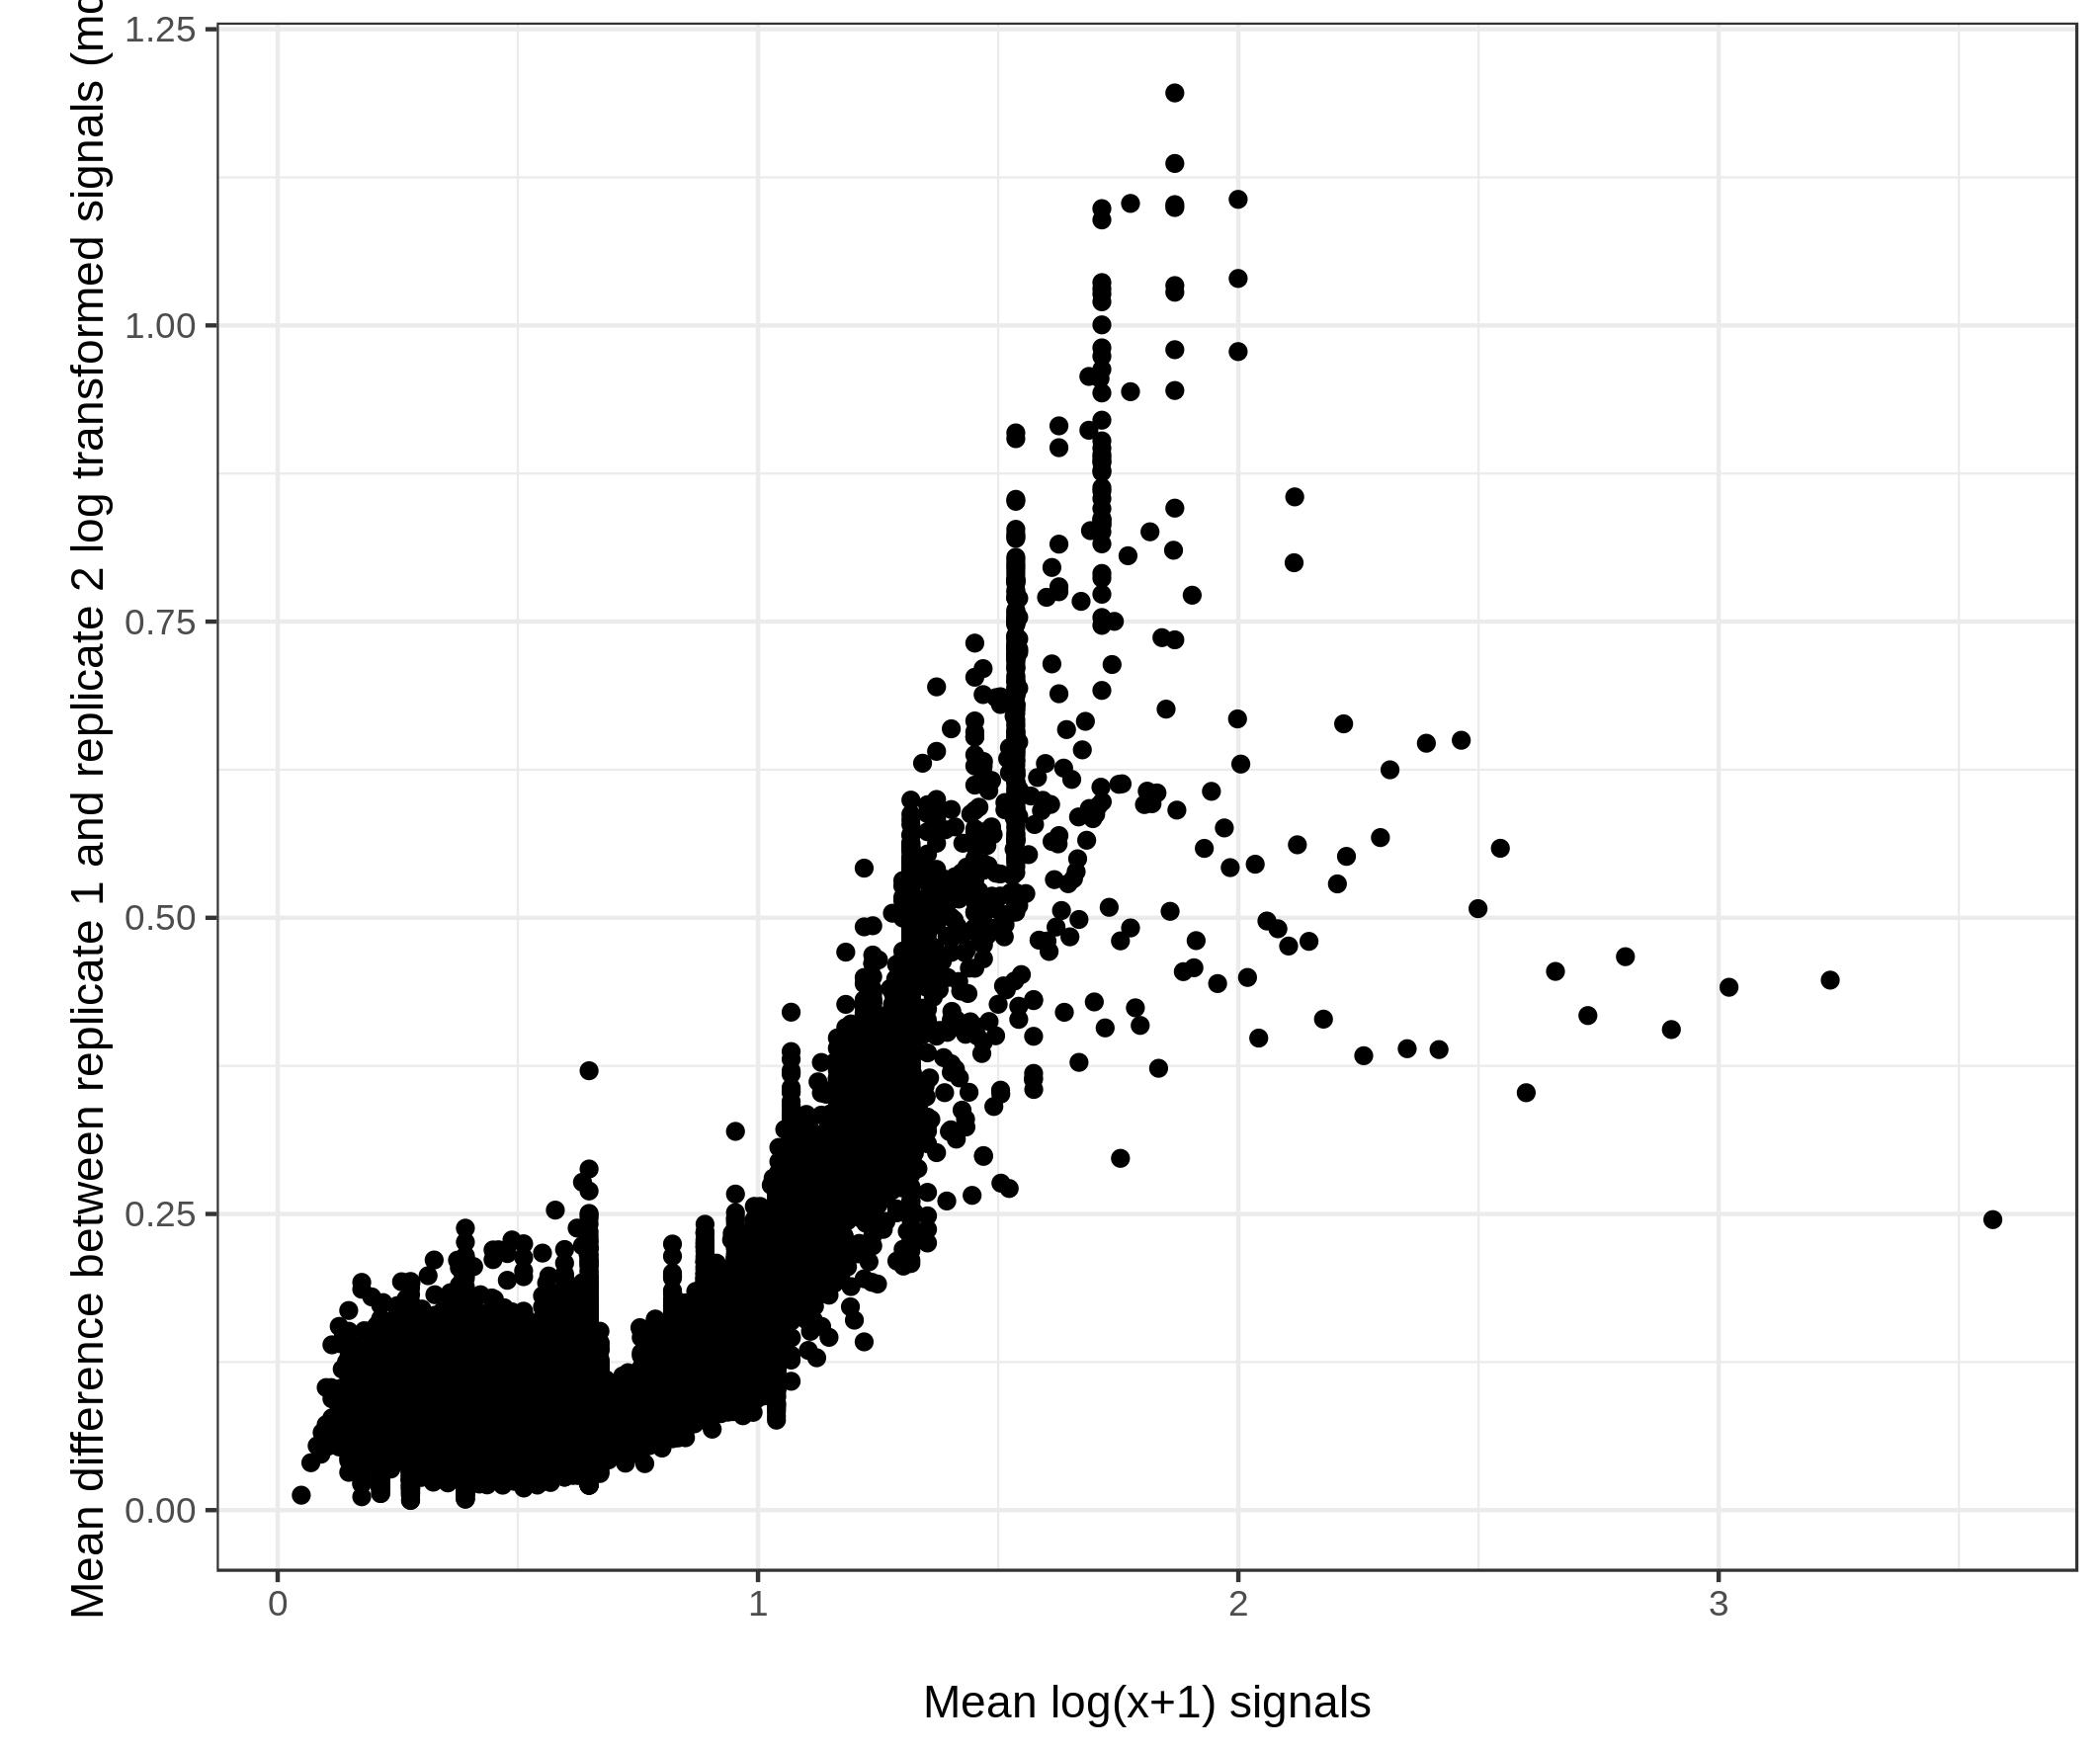 Mean difference between replicate 1 and replicate 2 log transformed signals
1.25
1.00
0.75
0.50
0.25
0.00
0 1 2 3
Mean log(x+1) signals